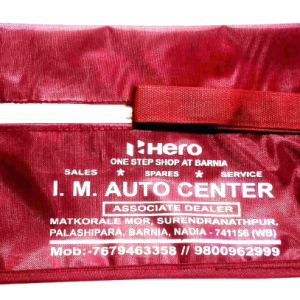 Hero
ONE STEP SHOP AT BARNIA
SALES * SPARES * SERVICE
I. M. AUTO CENTER
ASSOCIATE DEALER
MATKORALE MOR, SURENDRANATHPUR,
PALASHIPARA, BARNIA, NADIA - 741156 (WB)
Mob:-7679463358 // 9800962999